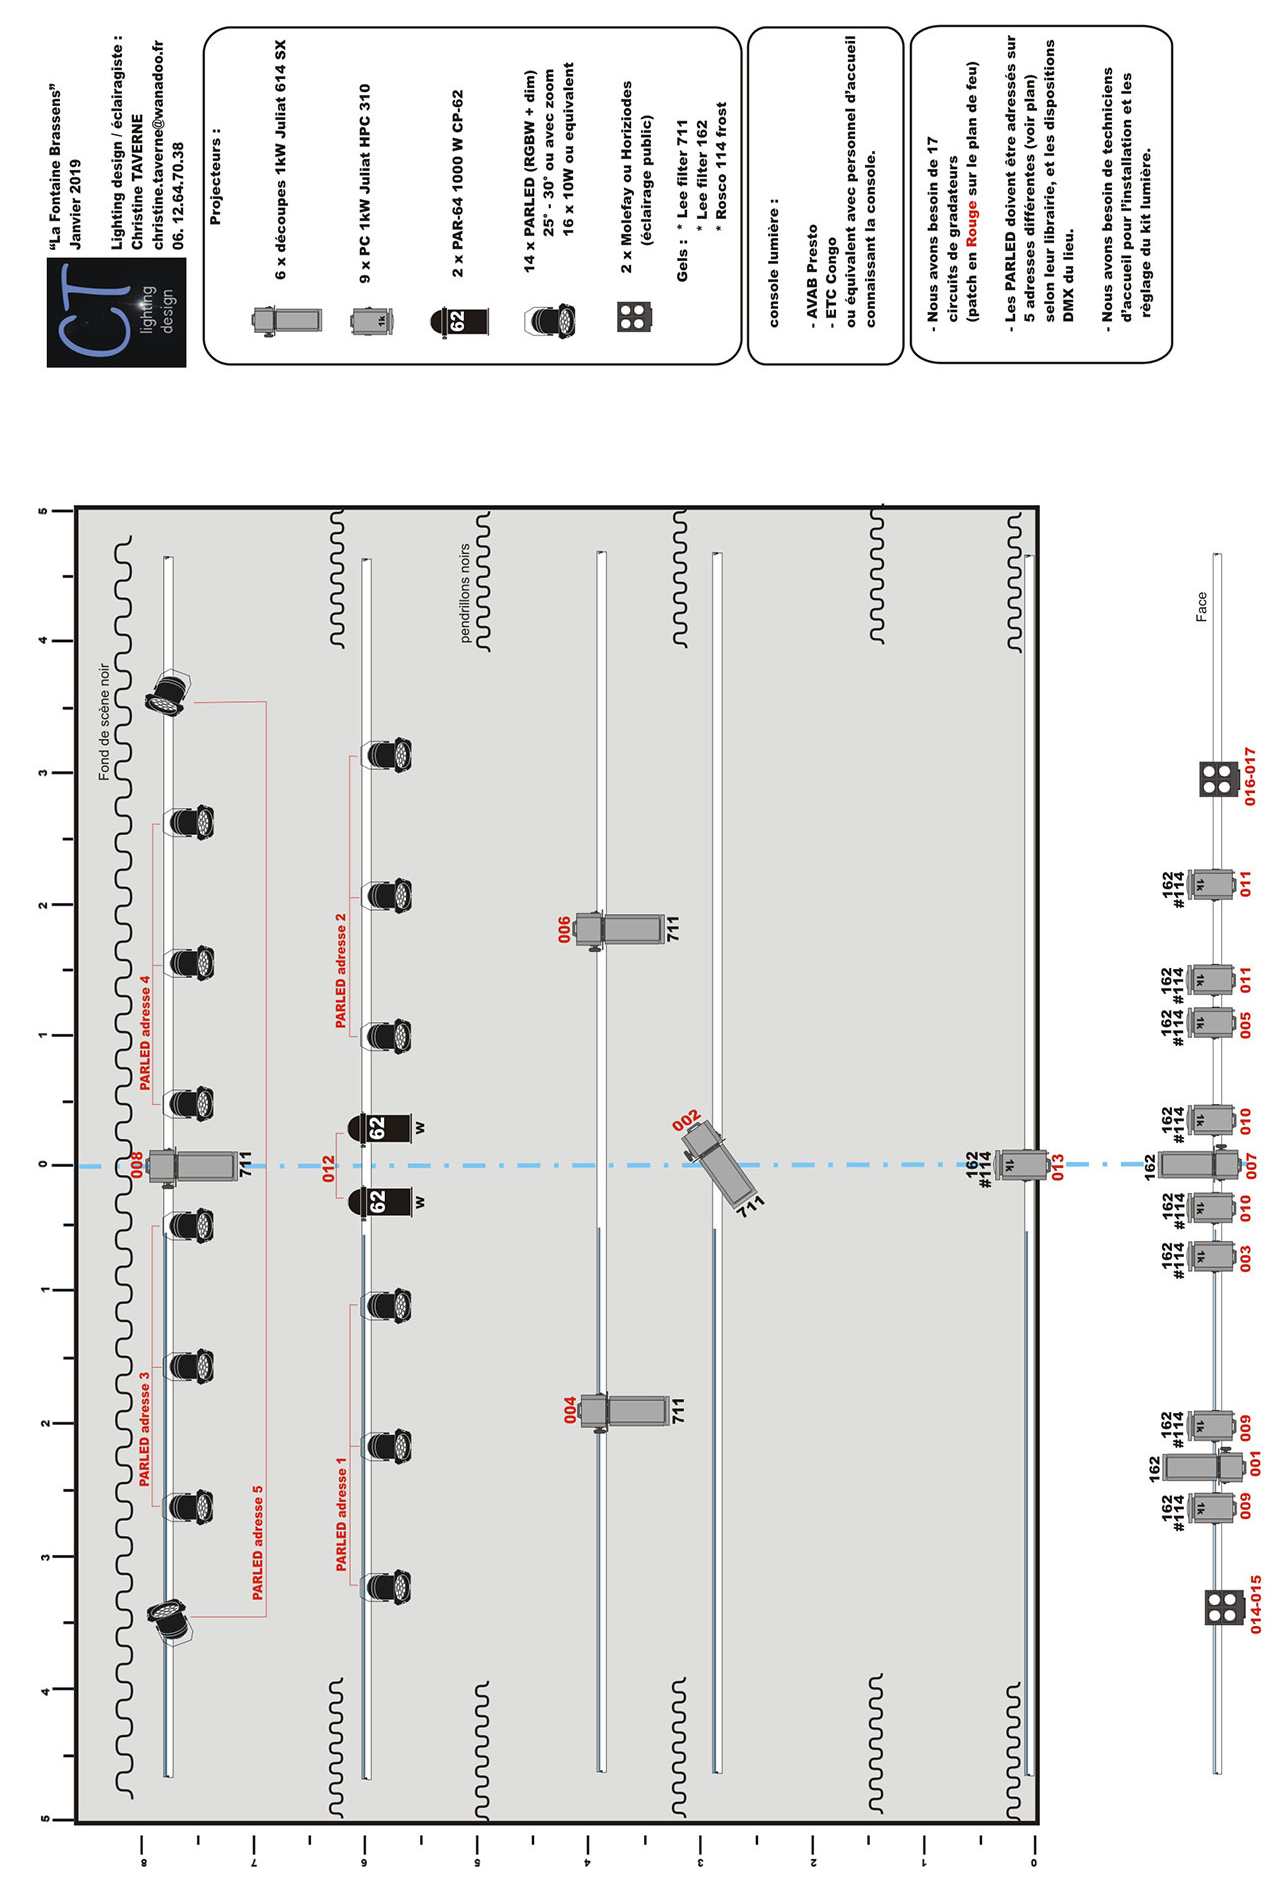 "La Fontaine Brassens"
Janvier 2019
Lighting design / éclairagiste :
Christine TAVERNE
christine.taverne@wanadoo.fr
06. 12.64.70.38
CT
lighting
design
Projecteurs :
6 x découpes 1kW Juliat 614 SX
1k
9 x PC 1kW Juliat HPC 310
62
2 x PAR-64 1000 W CP-62
14 x PARLED (RGBW + dim)
25° - 30° ou avec zoom
16 x 10W ou equivalent
2 x Molefay ou Horiziodes
(éclairage public)
Gels : * Lee filter 711
* Lee filter 162
* Rosco 114 frost
console lumière :
- AVAB Presto
- ETC Congo
ou équivalent avec personnel d'accueil
connaissant la console.
- Nous avons besoin de 17
circuits de gradateurs
(patch en Rouge sur le plan de feu)
- Les PARLED doivent être adressés sur
5 adresses différentes (voir plan)
selon leur librairie, et les dispositions
DMX du lieu.
- Nous avons besoin de techniciens
d'accueil pour l'installation et les
règlage du kit lumière.
5 4 3 2 1 0 1 2 3 4 5
8
7
6
5
4
3
2
1
0
Fond de scène noir
PARLED adresse 3
008
PARLED adresse 4
711
PARLED adresse 5
PARLED adresse 1
012
PARLED adresse 2
62
62
W
W
pendrillons noirs
004
006
711
711
002
711
162
#114
1k
013
Face
014-015
162
#114
1k
009
162
001
162
#114
1k
009
162
#114
1k
003
162
#114
1k
010
162
007
162
#114
1k
010
162
#114
1k
005
162
#114
1k
011
162
#114
1k
011
016-017